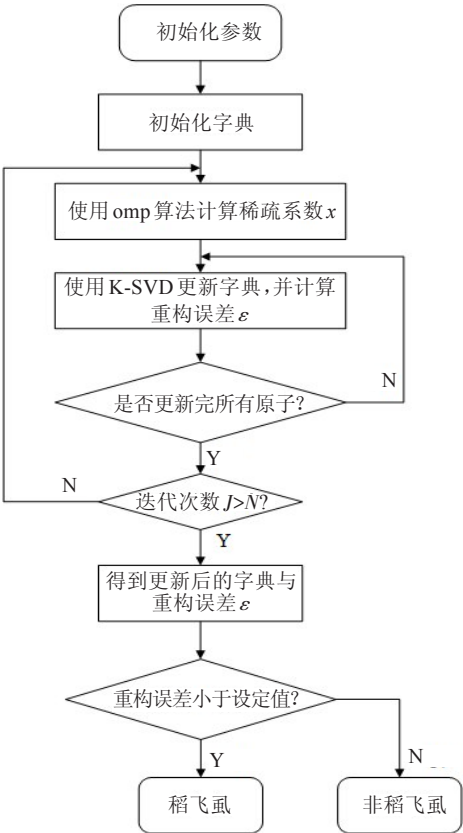 初始化参数
初始化字典
使用omp算法计算稀疏系数x
使用K-SVD更新字典,并计算
重构误差ε
N
是否更新完所有原子?
Y
N
迭代次数J>N?
Y
得到更新后的字典与
重构误差ε
重构误差小于设定值?
Y
N
稻飞虱
非稻飞虱